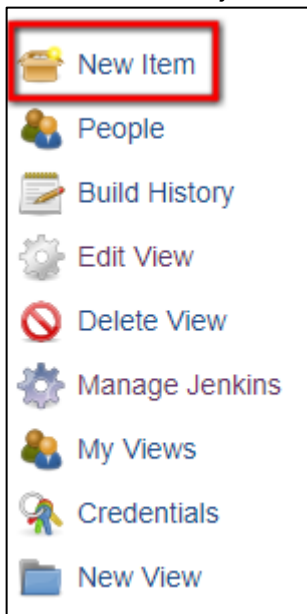 New Item
People
Build History
Edit View
Delete View
Manage Jenkins
My Views
Credentials
New View